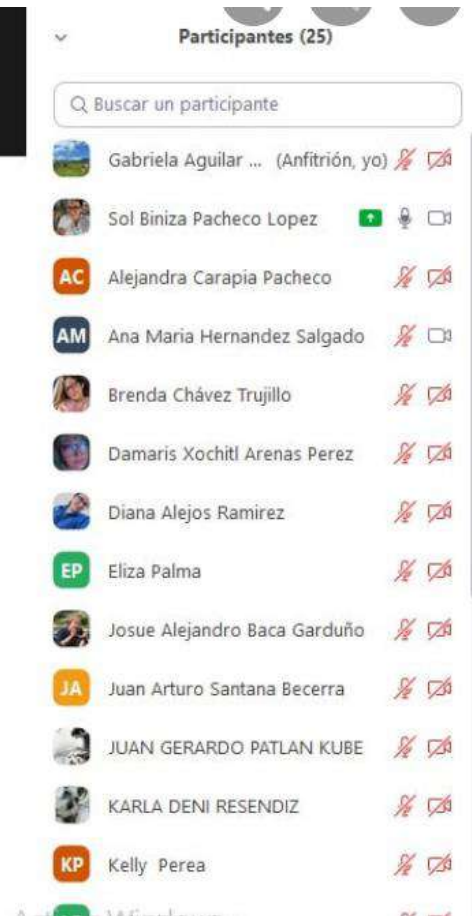 Participantes (25)
Buscar un participante
Gabriela Aguilar ... (Anfitrión, yo)
Sol Biniza Pacheco Lopez
AC Alejandra Carapia Pacheco
AM Ana Maria Hernandez Salgado
Brenda Chávez Trujillo
Damaris Xochitl Arenas Perez
Diana Alejos Ramirez
EP Eliza Palma
Josue Alejandro Baca Garduño
JA Juan Arturo Santana Becerra
JUAN GERARDO PATLAN KUBE
KARLA DENI RESENDIZ
KP Kelly Perea